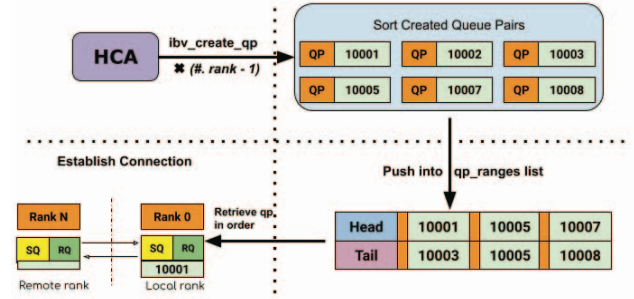 HCA
ibv_create_qp
✖ (#. rank - 1)
Sort Created Queue Pairs
QP 10001 QP 10002 QP 10003
QP 10005 QP 10007 QP 10008
Establish Connection
Push into qp_ranges list
Rank N
Rank 0
Retrieve qp
in order
SQ RQ
SQ RQ
10001
Remote rank
Local rank
Head 10001 10005 10007
Tail 10003 10005 10008